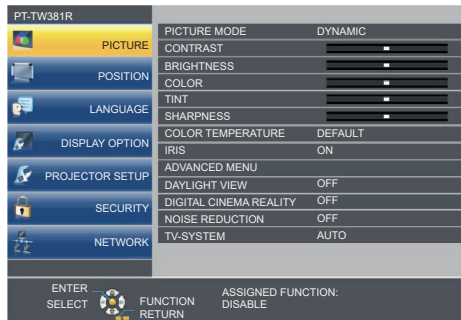 PT-TW381R
PICTURE
POSITION
LANGUAGE
DISPLAY OPTION
PROJECTOR SETUP
SECURITY
NETWORK
PICTURE MODE DYNAMIC
CONTRAST
BRIGHTNESS
COLOR
TINT
SHARPNESS
COLOR TEMPERATURE DEFAULT
IRIS ON
ADVANCED MENU
DAYLIGHT VIEW OFF
DIGITAL CINEMA REALITY OFF
NOISE REDUCTION OFF
TV-SYSTEM AUTO
ENTER
SELECT
FUNCTION
RETURN
ASSIGNED FUNCTION:
DISABLE